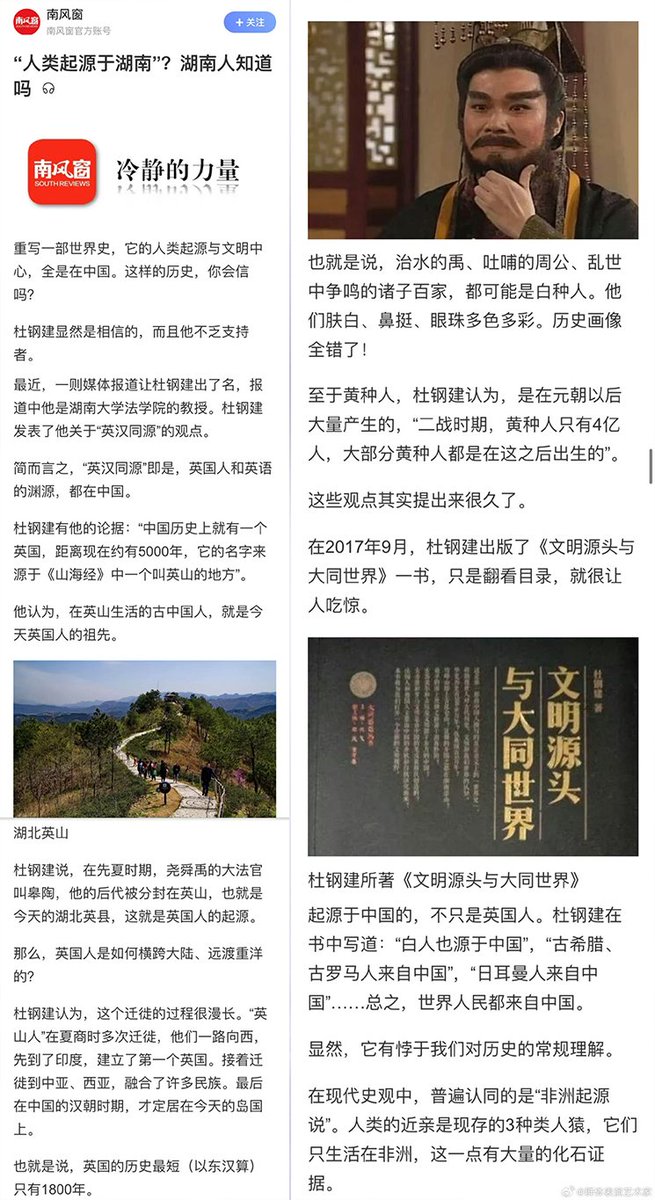 南风窗
南风窗
南风窗官方账号
+ 关注
“人类起源于湖南”？湖南人知道
吗
南风窗
SOUTH REVIEWS
冷静的力量
重写一部世界史，它的人类起源与文明中
心，全是在中国。这样的历史，你会信
吗？
杜钢建显然是相信的，而且他不乏支持
者。
最近，一则媒体报道让杜钢建出了名，报
道中他是湖南大学法学院的教授。杜钢建
发表了他关于“英汉同源”的观点。
简而言之，“英汉同源”即是，英国人和英语
的渊源，都在中国。
杜钢建有他的论据：“中国历史上就有一个
英国，距离现在约有5000年，它的名字来
源于《山海经》中一个叫英山的地方”。
他认为，在英山生活的古中国人，就是今
天英国人的祖先。
湖北英山
杜钢建说，在先夏时期，尧舜禹的大法官
叫皋陶，他的后代被分封在英山，也就是
今天的湖北英县，这就是英国人的起源。
那么，英国人是如何横跨大陆、远渡重洋
的？
杜钢建认为，这个迁徙的过程很漫长。“英
山人”在夏商时多次迁徙，他们一路向西，
先到了印度，建立了第一个英国。接着迁
徙到中亚、西亚，融合了许多民族。最后
在中国的汉朝时期，才定居在今天的岛国
上。
也就是说，英国的历史最短（以东汉算）
只有1800年。
也就是说，治水的禹、吐哺的周公、乱世
中争鸣的诸子百家，都可能是白种人。他
们肤白、鼻挺、眼珠多色多彩。历史画像
全错了！
至于黄种人，杜钢建认为，是在元朝以后
大量产生的，“二战时期，黄种人只有4亿
人，大部分黄种人都是在这之后出生的”。
这些观点其实提出来很久了。
在2017年9月，杜钢建出版了《文明源头与
大同世界》一书，只是翻看目录，就很让
人吃惊。
杜钢建 著
文明源头
与大同世界
杜钢建所著《文明源头与大同世界》
起源于中国的，不只是英国人。杜钢建在
书中写道：“白人也源于中国”，“古希腊、
古罗马人来自中国”，“日耳曼人来自中
国”……总之，世界人民都来自中国。
显然，它有悖于我们对历史的常规理解。
在现代史观中，普遍认同的是“非洲起源
说”。人类的近亲是现存的3种类人猿，它们
只生活在非洲，这一点有大量的化石证
据。